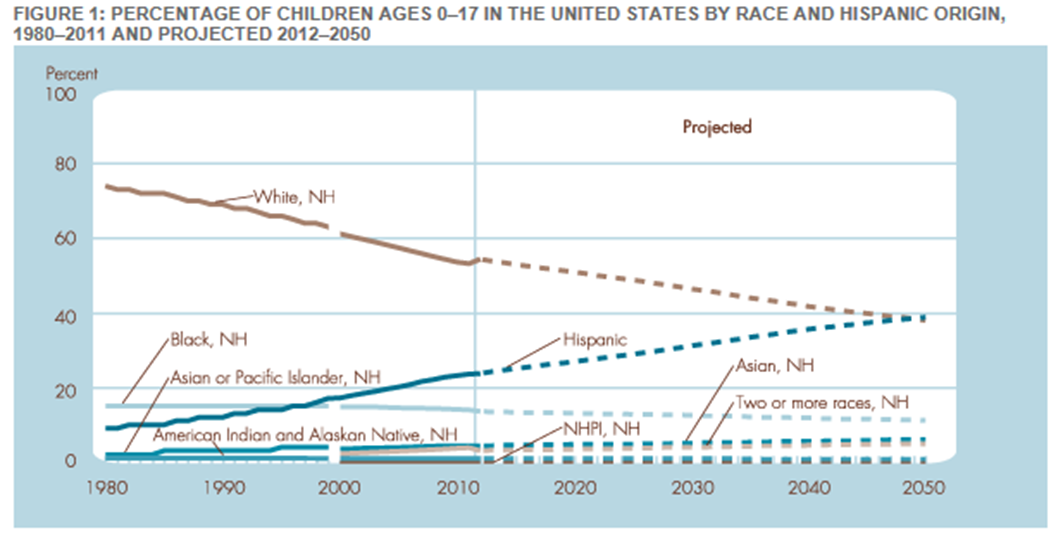 FIGURE 1: PERCENTAGE OF CHILDREN AGES 0–17 IN THE UNITED STATES BY RACE AND HISPANIC ORIGIN,
1980–2011 AND PROJECTED 2012–2050
Percent
100
Projected
80
White, NH
60
40
Black, NH
Hispanic
Asian or Pacific Islander, NH
Asian, NH
20
Two or more races, NH
American Indian and Alaskan Native, NH
NHPI, NH
0
1980 1990 2000 2010 2020 2030 2040 2050